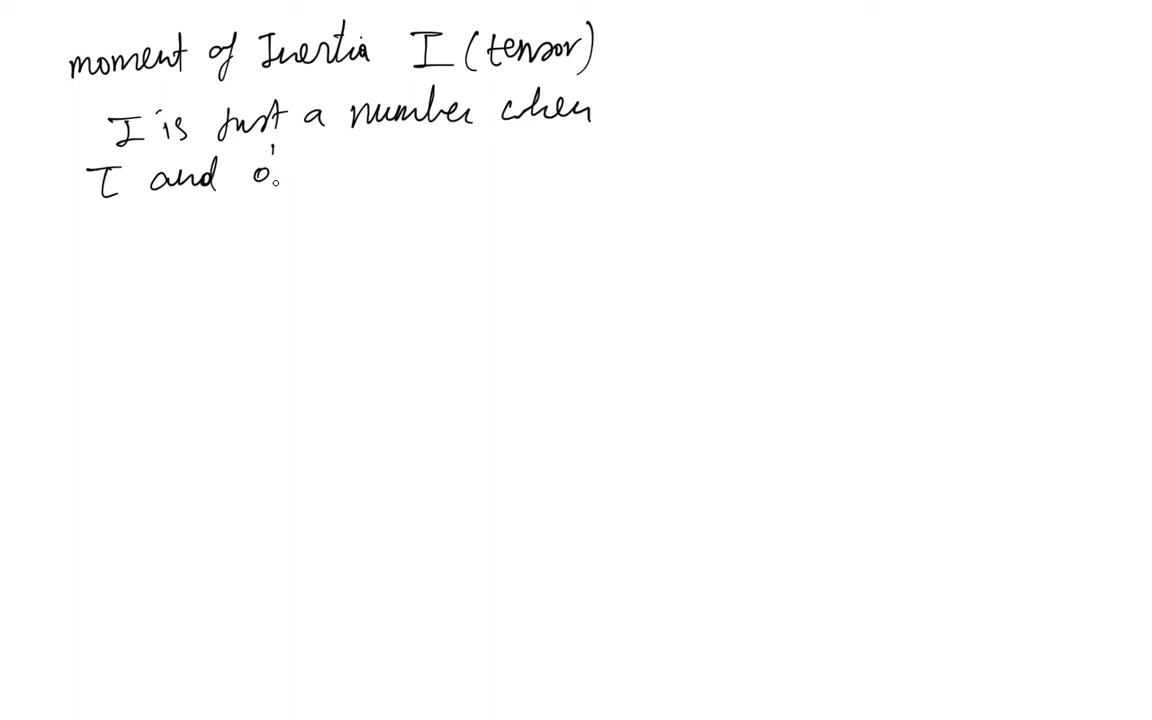 moment of Inertia I (tensor)
I is just a number when
τ and